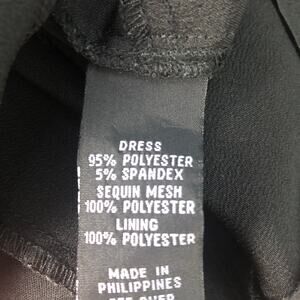 DRESS
95% POLYESTER
5% SPANDEX
SEQUIN MESH
100% POLYESTER
LINING
100% POLYESTER
MADE IN
PHILIPPINES